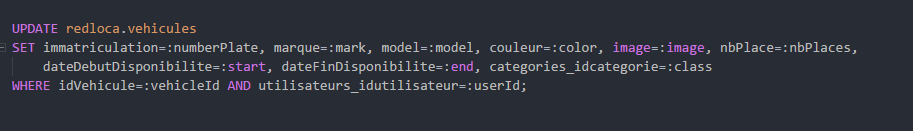 UPDATE redloca.vehicules
SET immatriculation=:numberPlate, marque=:mark, model=:model, couleur=:color, image=:image, nbPlace=:nbPlaces,
dateDebutDisponibilite=:start, dateFinDisponibilite=:end, categories_idcategorie=:class
WHERE idVehicule=:vehicleId AND utilisateurs_idutilisateur=:userId;